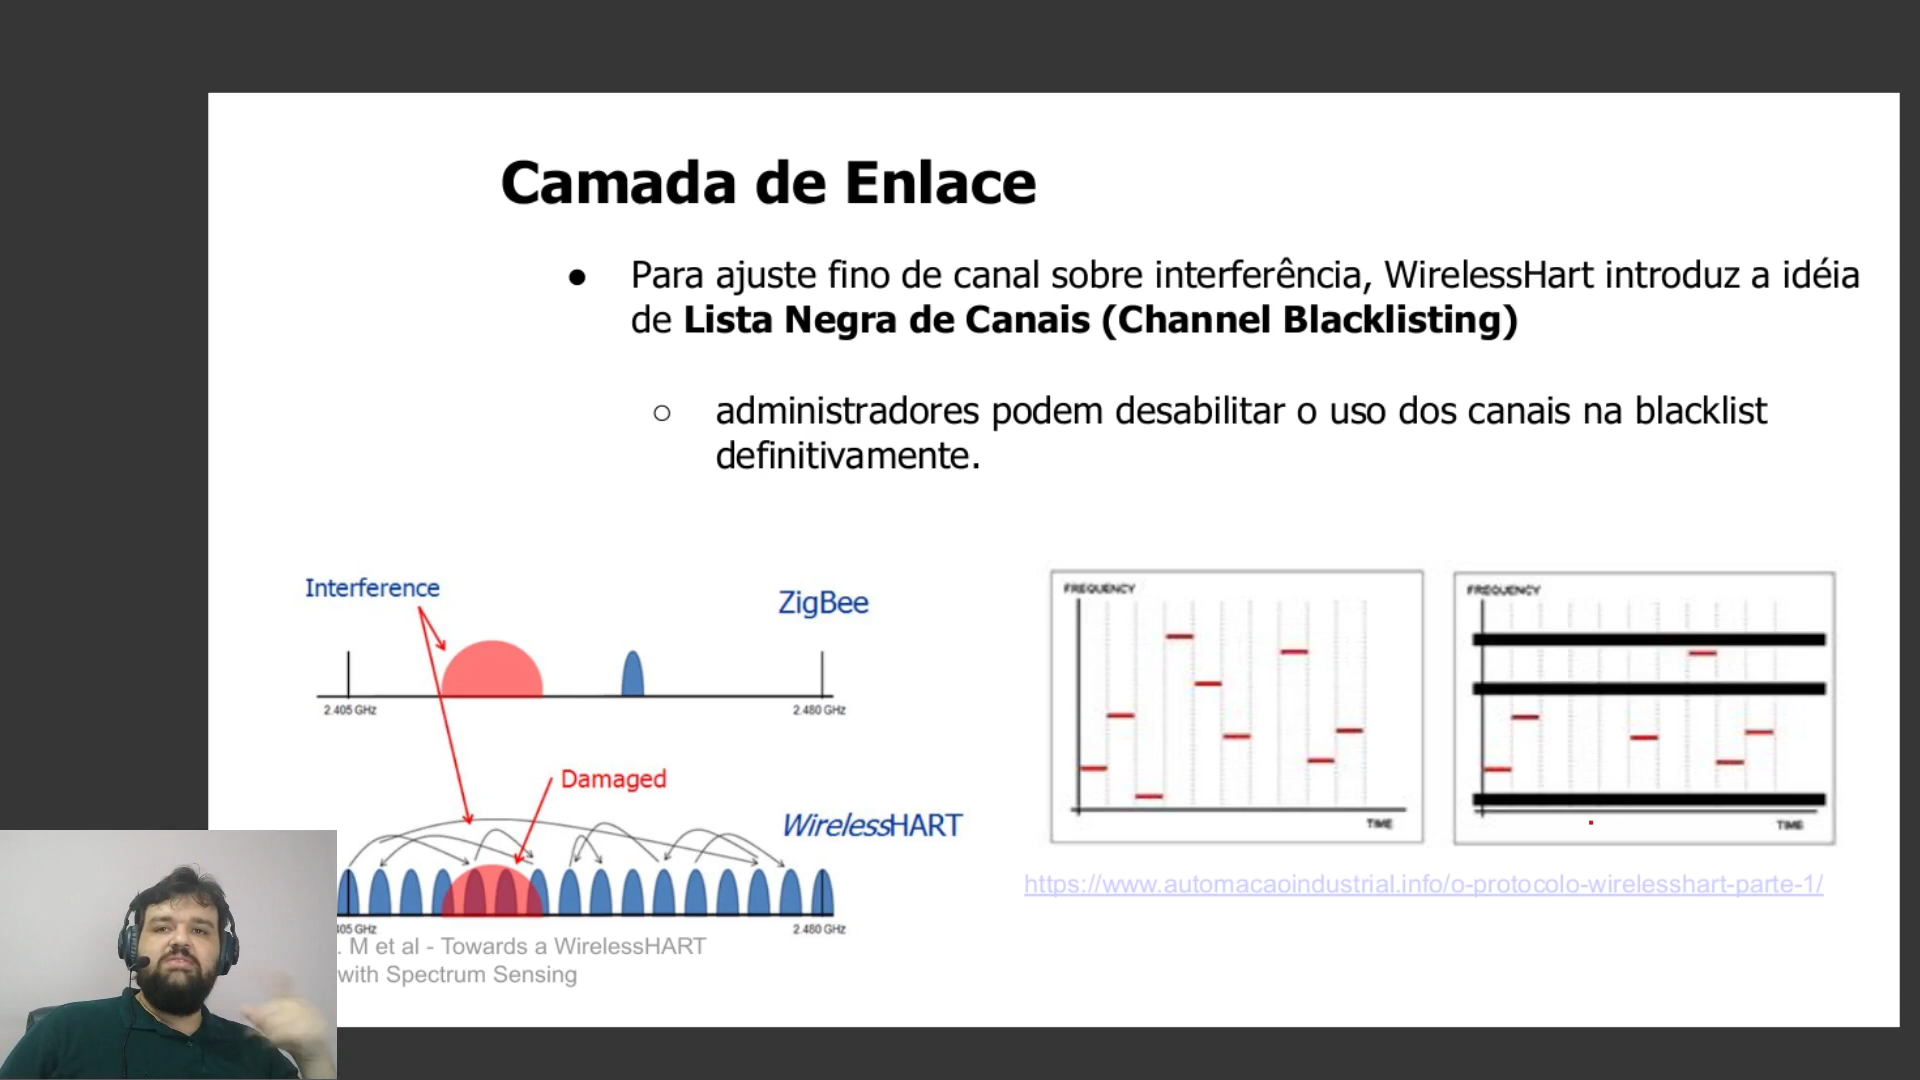 Camada de Enlace
● Para ajuste fino de canal sobre interferência, WirelessHart introduz a idéia
de Lista Negra de Canais (Channel Blacklisting)
○ administradores podem desabilitar o uso dos canais na blacklist
definitivamente.
Interference
ZigBee
2.405 GHz
2.480 GHz
Damaged
WirelessHART
405 GHz
2.480 GHz
. M et al - Towards a WirelessHART
with Spectrum Sensing
FREQUENCY
TIME
FREQUENCY
TIME
https://www.automacaoindustrial.info/o-protocolo-wirelesshart-parte-1/